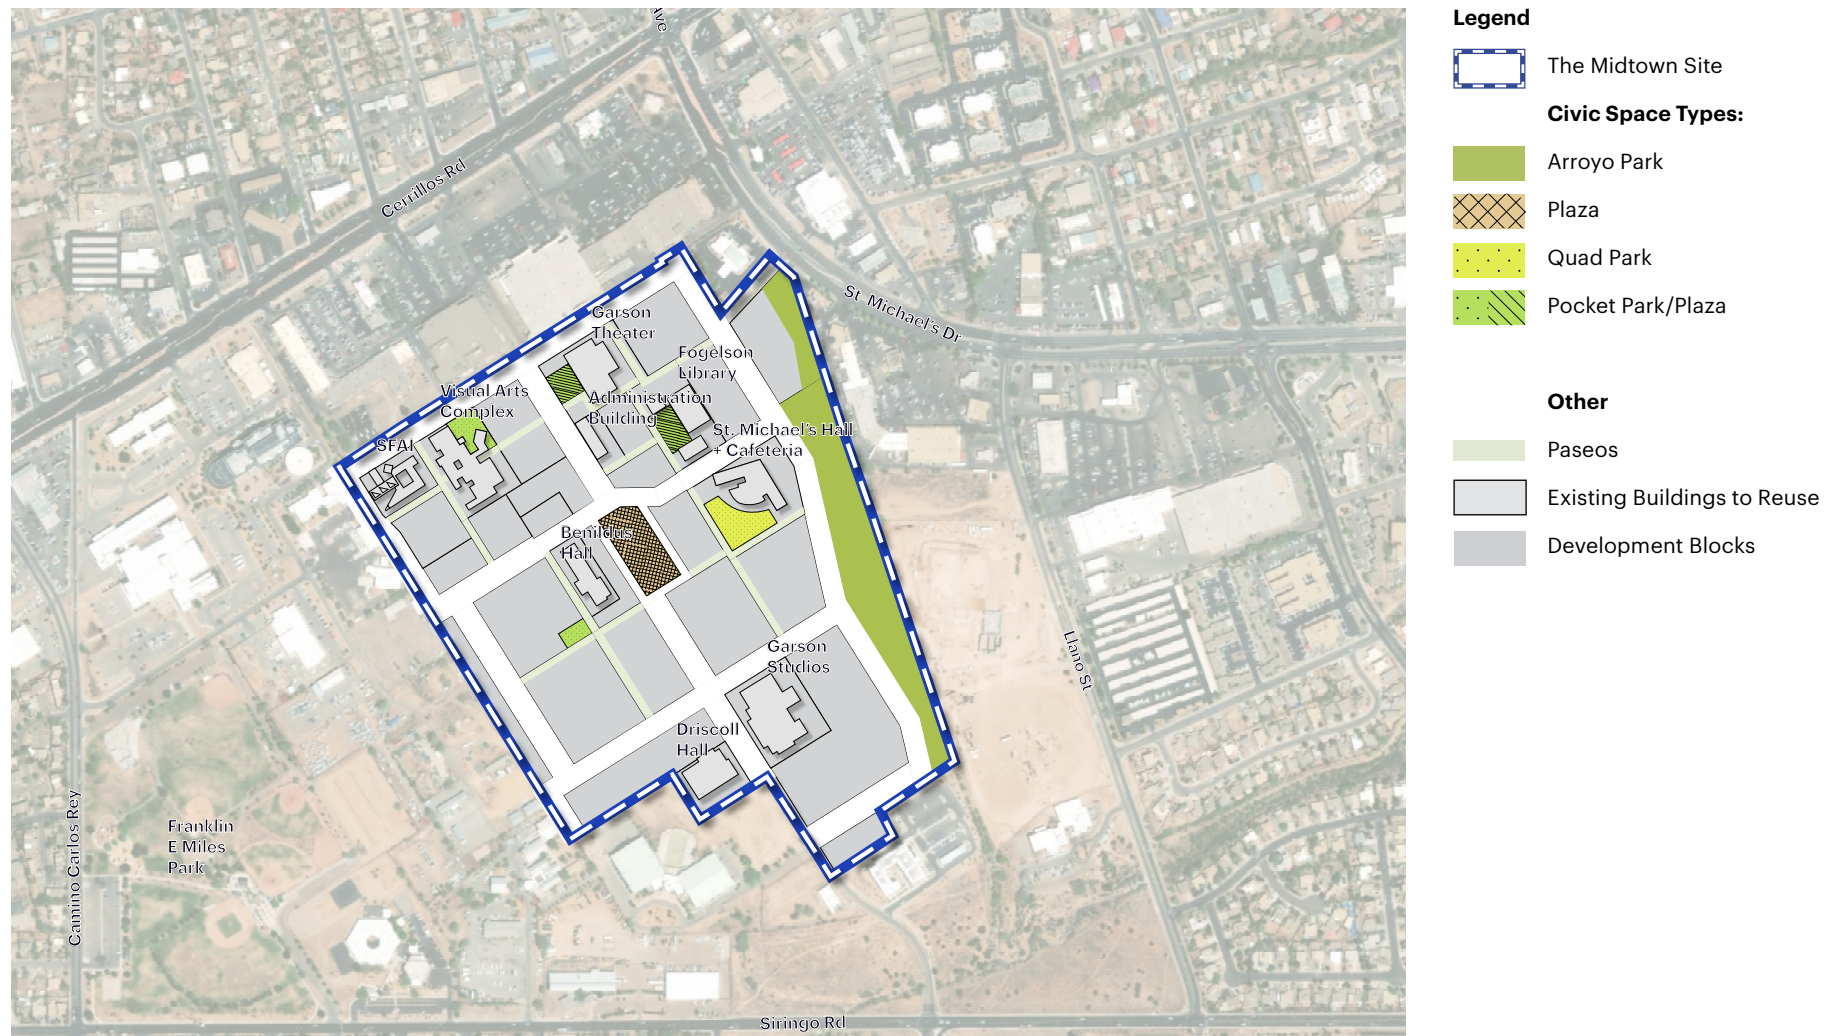 Legend
The Midtown Site
Civic Space Types:
Arroyo Park
Plaza
Quad Park
Pocket Park/Plaza
Other
Paseos
Existing Buildings to Reuse
Development Blocks
Ave
Cerrillos Rd
St. Michael's Dr
Garson
Theater
Fogelson
Library
Visual Arts
Complex
Administration
Building
St. Michael's Hall
+ Cafeteria
SFAI
Benildus
Hall
Garson
Studios
Driscoll
Hall
Llano St
Franklin
E Miles
Park
Camino Carlos Rey
Siringo Rd